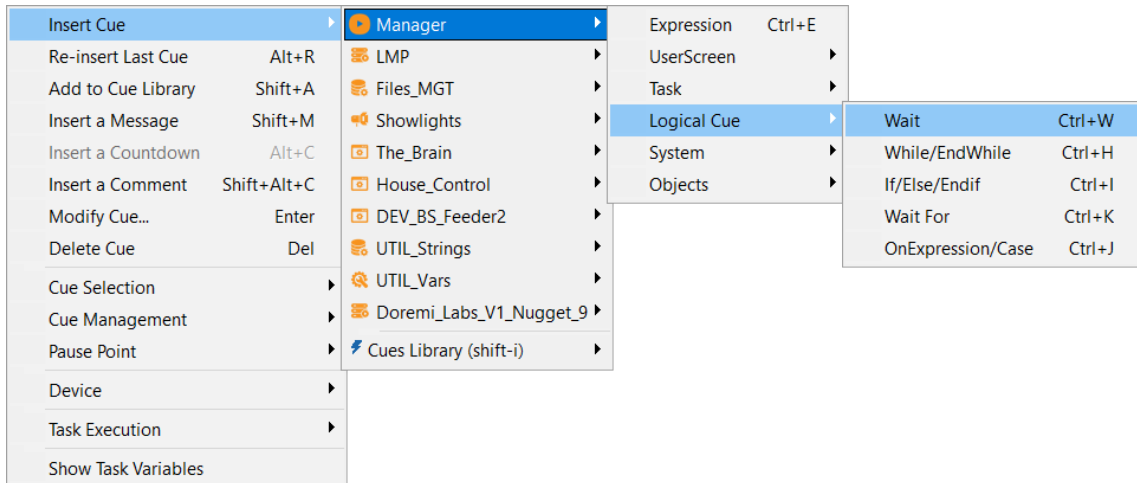 Insert Cue
Re-insert Last Cue Alt+R
Add to Cue Library Shift+A
Insert a Message Shift+M
Insert a Countdown Alt+C
Insert a Comment Shift+Alt+C
Modify Cue... Enter
Delete Cue Del
Cue Selection
Cue Management
Pause Point
Device
Task Execution
Show Task Variables
Manager
LMP
Files_MGT
Showlights
The_Brain
House_Control
DEV_BS_Feeder2
UTIL_Strings
UTIL_Vars
Doremi_Labs_V1_Nugget_9
Cues Library (shift-i)
Expression Ctrl+E
UserScreen
Task
Logical Cue
System
Objects
Wait Ctrl+W
While/EndWhile Ctrl+H
If/Else/Endif Ctrl+I
Wait For Ctrl+K
OnExpression/Case Ctrl+J